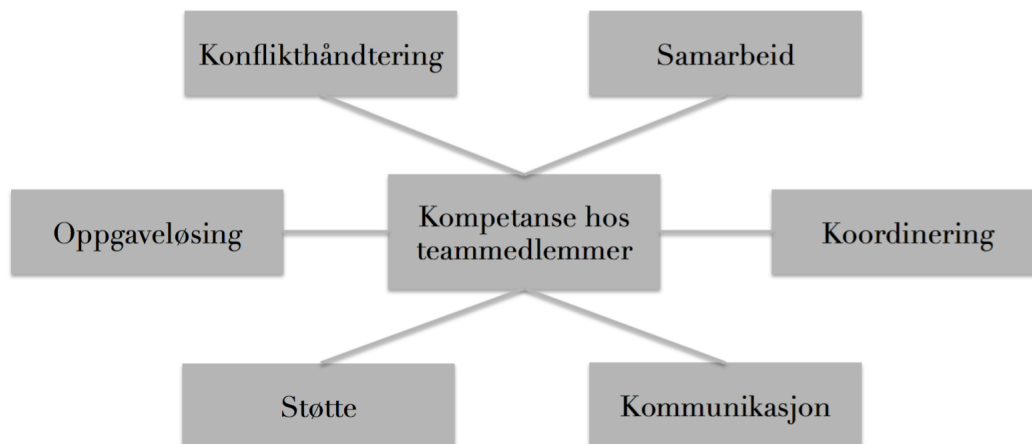 Konflikthåndtering
Samarbeid
Oppgaveløsing
Kompetanse hos
teammedlemmer
Koordinering
Støtte
Kommunikasjon